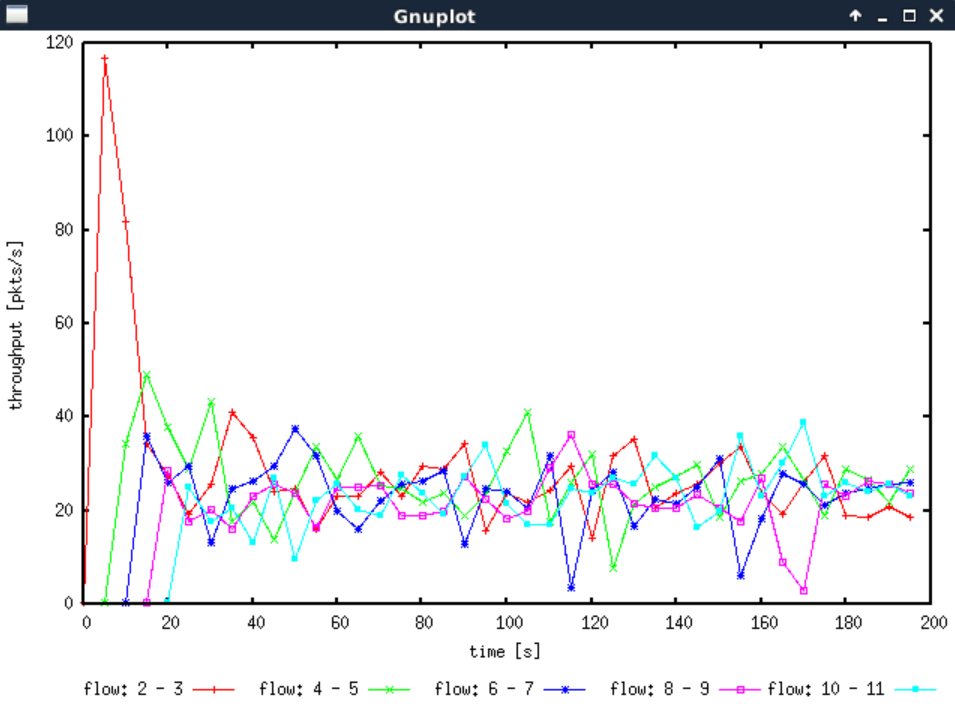 Gnuplot
120
100
80
60
40
20
0
throughput [pkts/s]
0 20 40 60 80 100 120 140 160 180 200
time [s]
flow: 2 - 3 flow: 4 - 5 flow: 6 - 7 flow: 8 - 9 flow: 10 - 11